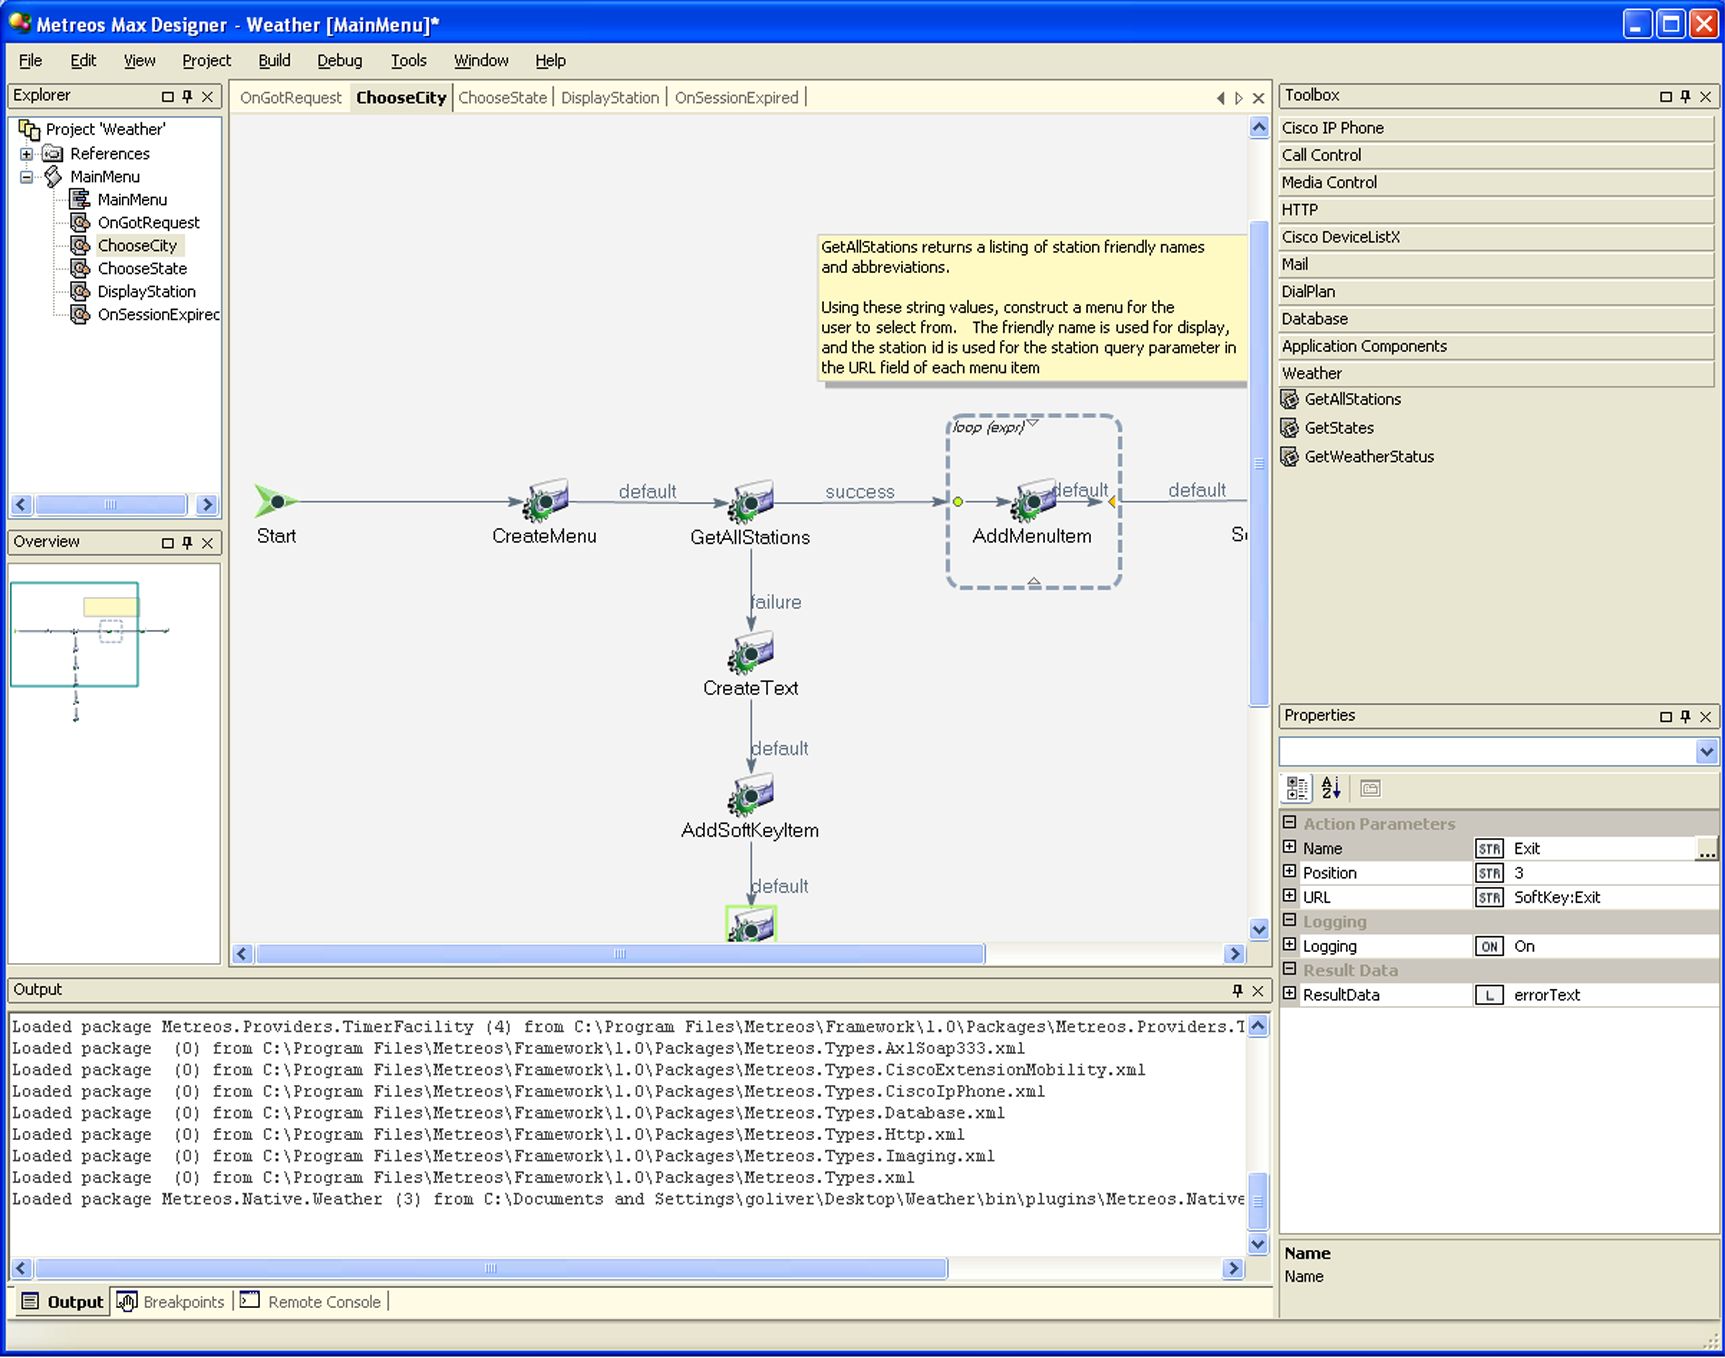 Metreos Max Designer - Weather [MainMenu]*
File Edit View Project Build Debug Tools Window Help
Explorer
Project 'Weather'
References
MainMenu
MainMenu
OnGotRequest
ChooseCity
ChooseState
DisplayStation
OnSessionExpired
Overview
OnGotRequest ChooseCity ChooseState DisplayStation OnSessionExpired
GetAllStations returns a listing of station friendly names
and abbreviations.
Using these string values, construct a menu for the
user to select from. The friendly name is used for display,
and the station id is used for the station query parameter in
the URL field of each menu item
loop (expr)
default success default default
Start CreateMenu GetAllStations AddMenuItem
failure
CreateText
default
AddSoftKeyItem
default
Toolbox
Cisco IP Phone
Call Control
Media Control
HTTP
Cisco DeviceListX
Mail
DialPlan
Database
Application Components
Weather
GetAllStations
GetStates
GetWeatherStatus
Properties
Action Parameters
Name STR Exit ...
Position STR 3
URL STR SoftKey:Exit
Logging
Logging ON On
Result Data
ResultData L errorText
Name
Name
Output
Loaded package Metreos.Providers.TimerFacility (4) from C:\Program Files\Metreos\Framework\1.0\Packages\Metreos.Providers.T
Loaded package (0) from C:\Program Files\Metreos\Framework\1.0\Packages\Metreos.Types.AxlSoap333.xml
Loaded package (0) from C:\Program Files\Metreos\Framework\1.0\Packages\Metreos.Types.CiscoExtensionMobility.xml
Loaded package (0) from C:\Program Files\Metreos\Framework\1.0\Packages\Metreos.Types.CiscoIpPhone.xml
Loaded package (0) from C:\Program Files\Metreos\Framework\1.0\Packages\Metreos.Types.Database.xml
Loaded package (0) from C:\Program Files\Metreos\Framework\1.0\Packages\Metreos.Types.Http.xml
Loaded package (0) from C:\Program Files\Metreos\Framework\1.0\Packages\Metreos.Types.Imaging.xml
Loaded package (0) from C:\Program Files\Metreos\Framework\1.0\Packages\Metreos.Types.xml
Loaded package Metreos.Native.Weather (3) from C:\Documents and Settings\goliver\Desktop\Weather\bin\plugins\Metreos.Native
Output Breakpoints Remote Console